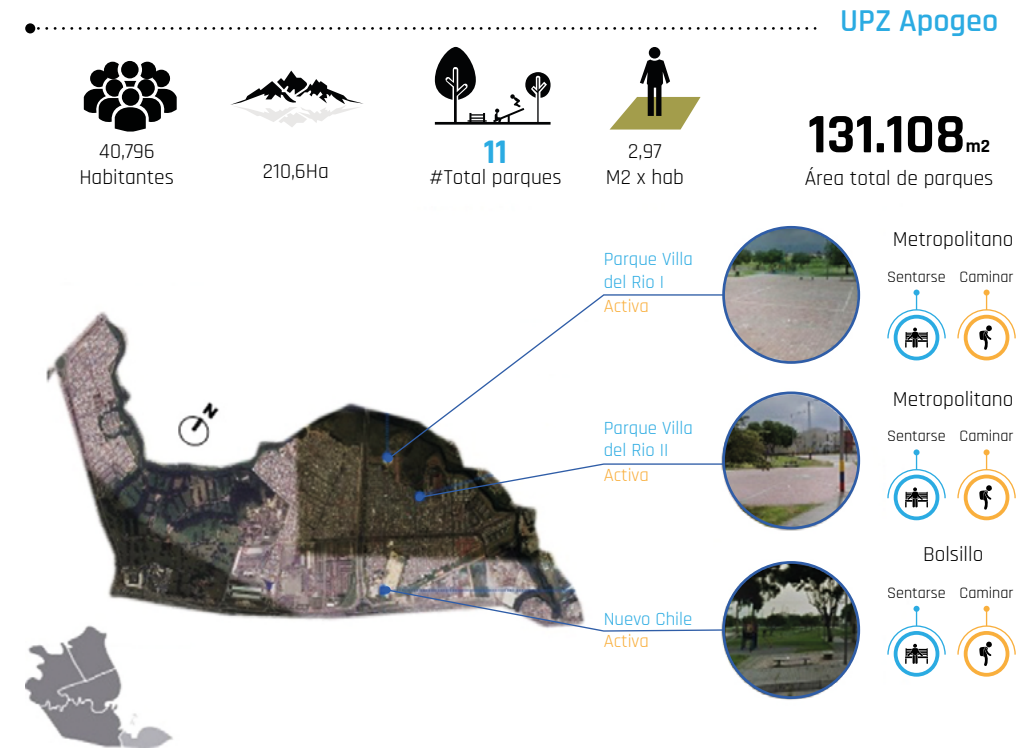 UPZ Apogeo
40,796
Habitantes
210,6Ha
11
#Total parques
2,97
M2 x hab
131.108m2
Área total de parques
Parque Villa
del Rio I
Activa
Metropolitano
Sentarse Caminar
N
Parque Villa
del Rio II
Activa
Metropolitano
Sentarse Caminar
Nuevo Chile
Activa
Bolsillo
Sentarse Caminar